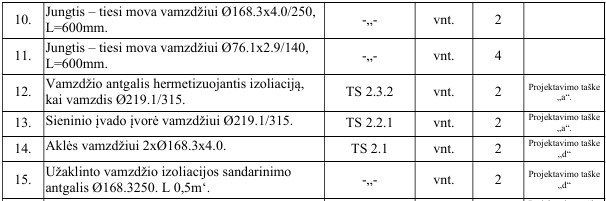 10. Jungtis – tiesi mova vamzdžiui Ø168.3x4.0/250, L=600mm. -„- vnt. 2
11. Jungtis – tiesi mova vamzdžiui Ø76.1x2.9/140, L=600mm. -„- vnt. 4
12. Vamzdžio antgalis hermetizuojantis izoliaciją, kai vamzdis Ø219.1/315. TS 2.3.2 vnt. 2 Projektavimo taške „a“.
13. Sieninio įvado įvorė vamzdžiui Ø219.1/315. TS 2.2.1 vnt. 2 Projektavimo taške „a“.
14. Aklės vamzdžiui 2xØ168.3x4.0. TS 2.1 vnt. 2 Projektavimo taške „d“
15. Užaklinto vamzdžio izoliacijos sandarinimo antgalis Ø168.3250. L 0,5m‘. -„- vnt. 2 Projektavimo taške „d“